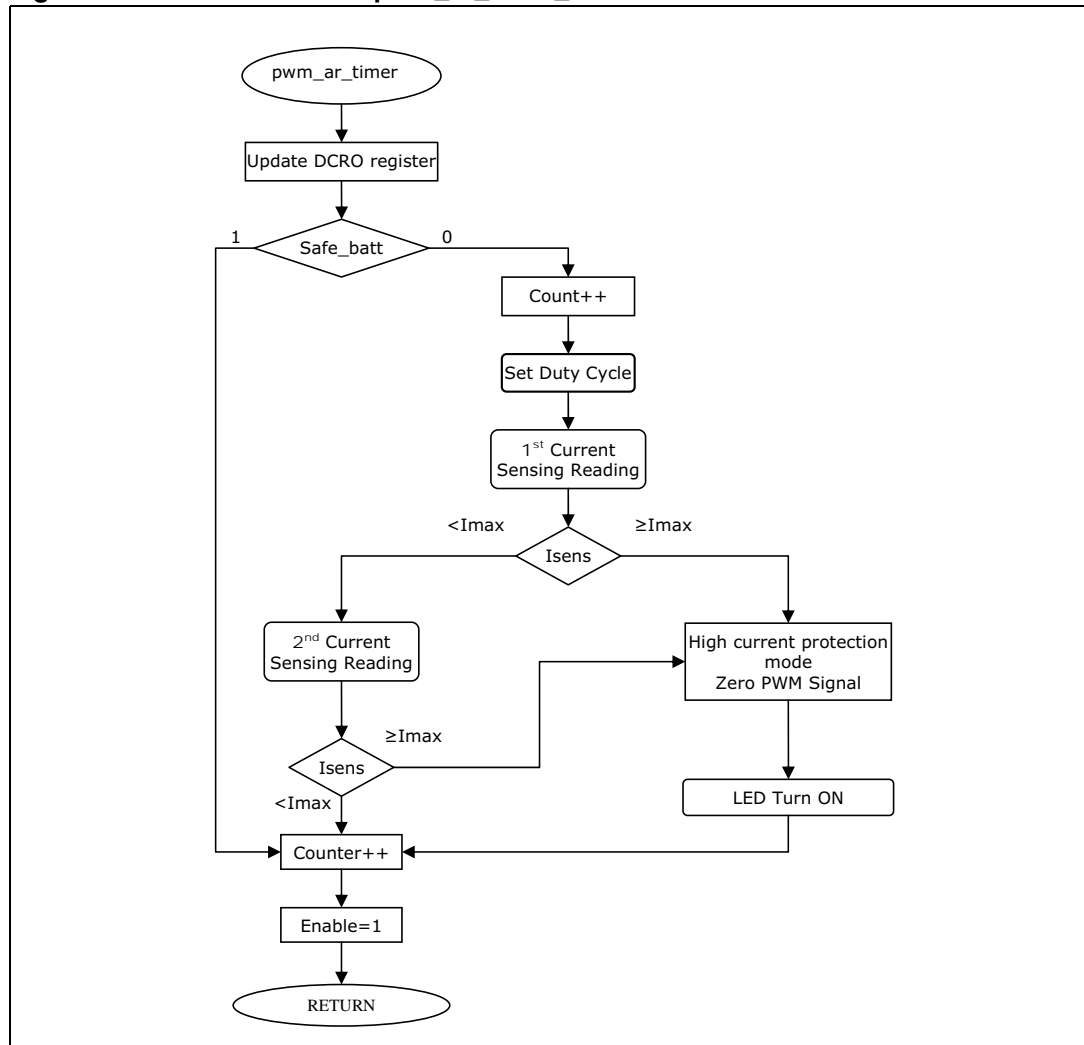 pwm_ar_timer
Update DCRO register
1
Safe_batt
0
Count++
Set Duty Cycle
1st Current
Sensing Reading
<Imax
≥Imax
Isens
2nd Current
Sensing Reading
High current protection
mode
Zero PWM Signal
≥Imax
Isens
<Imax
LED Turn ON
Counter++
Enable=1
RETURN